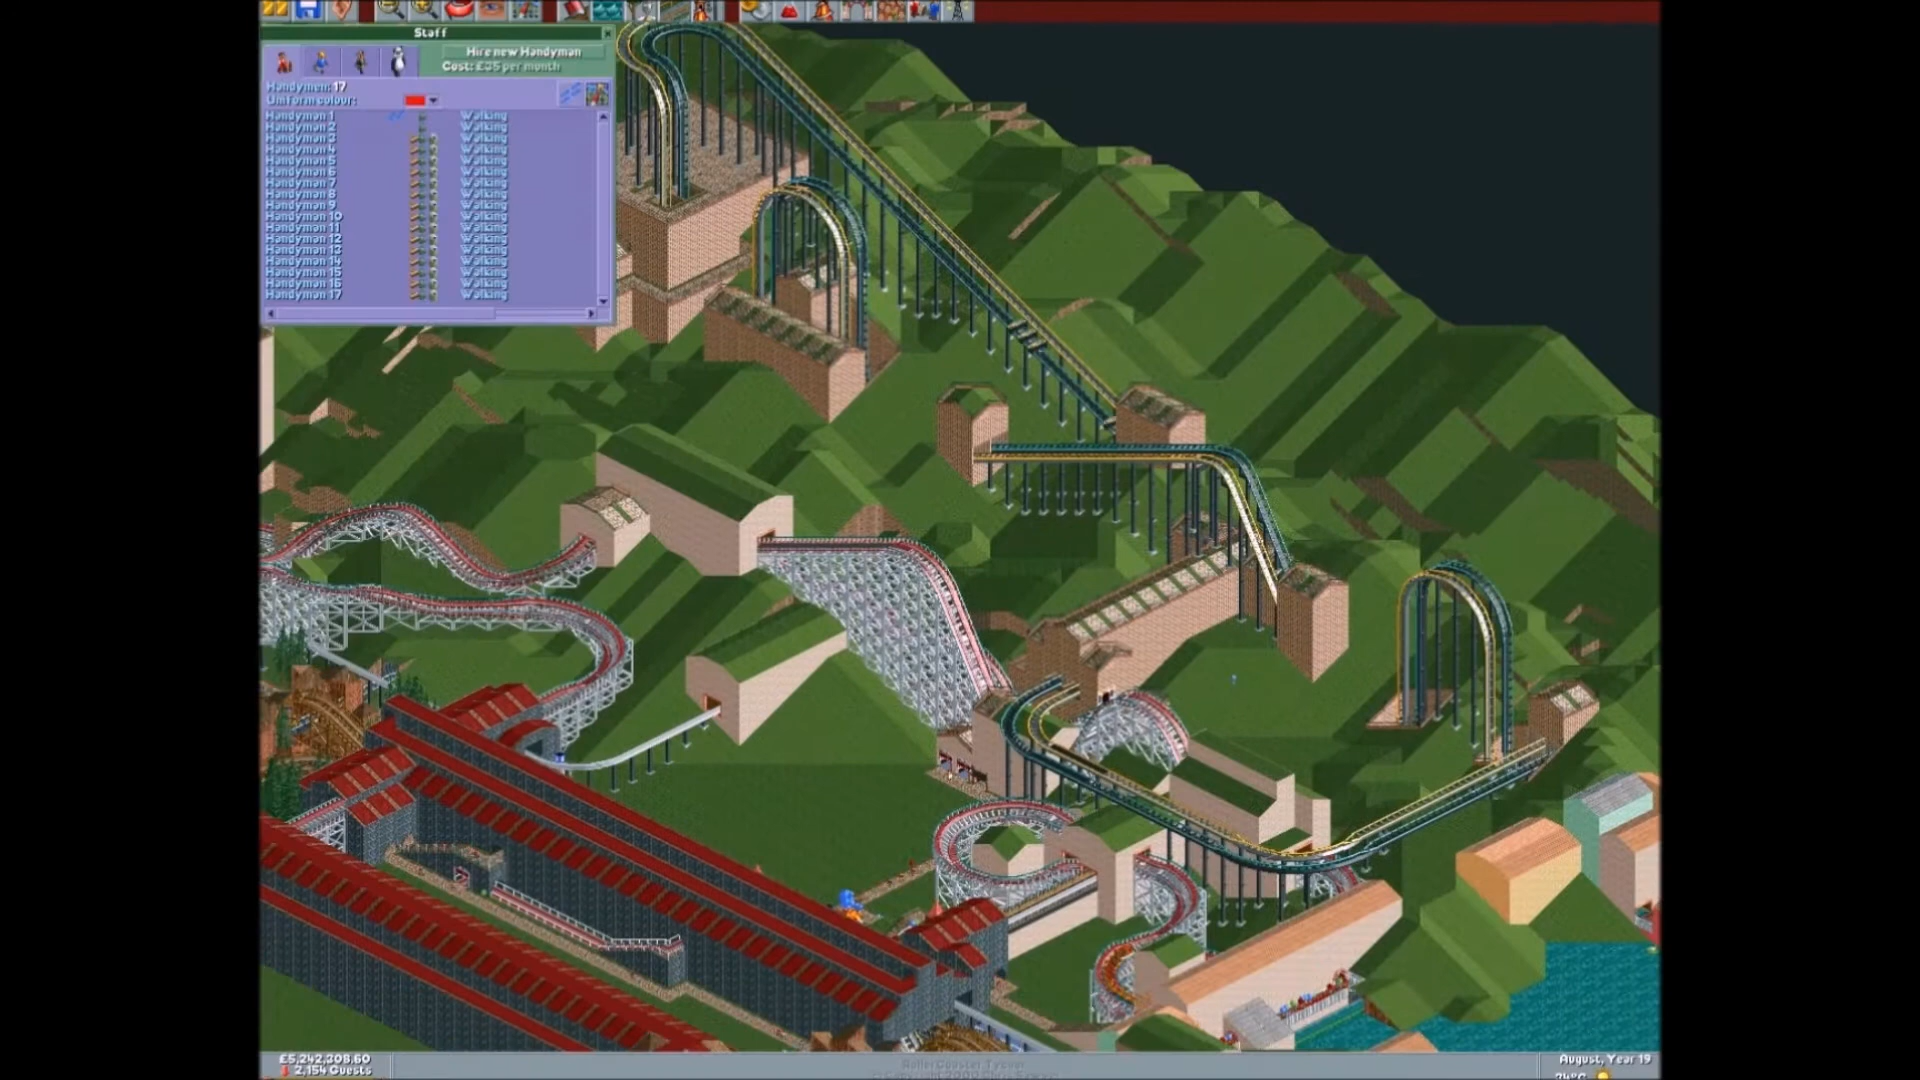 Staff
Hire new Handyman
Cost: £35 per month
Handymen: 17
Uniform colour:
Handyman 1 Walking
Handyman 2 Walking
Handyman 3 Walking
Handyman 4 Walking
Handyman 5 Walking
Handyman 6 Walking
Handyman 7 Walking
Handyman 8 Walking
Handyman 9 Walking
Handyman 10 Walking
Handyman 11 Walking
Handyman 12 Walking
Handyman 13 Walking
Handyman 14 Walking
Handyman 15 Walking
Handyman 16 Walking
Handyman 17 Walking
£5,242,308.60
2,154 Guests
RollerCoaster Tycoon
August, Year 19